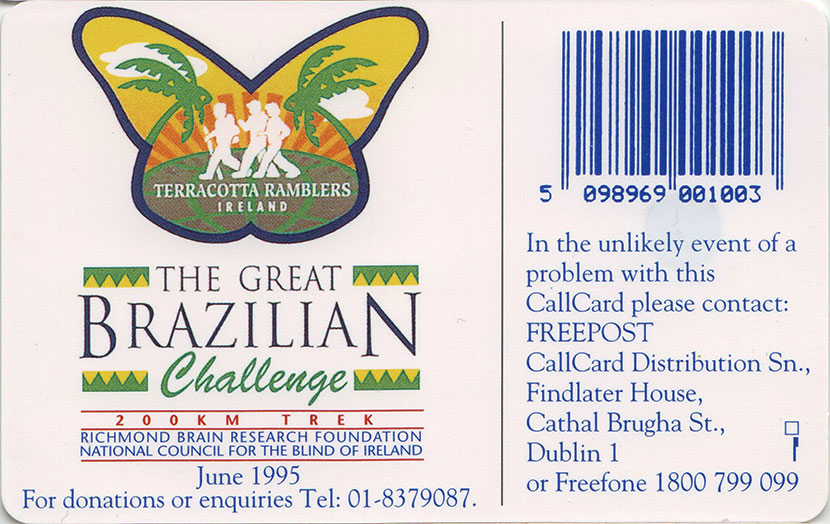 TERRACOTTA RAMBLERS
IRELAND
THE GREAT
BRAZILIAN
Challenge
200KM TREK
RICHMOND BRAIN RESEARCH FOUNDATION
NATIONAL COUNCIL FOR THE BLIND OF IRELAND
June 1995
For donations or enquiries Tel: 01-8379087.
5 098969 001003
In the unlikely event of a
problem with this
CallCard please contact:
FREEPOST
CallCard Distribution Sn.,
Findlater House,
Cathal Brugha St.,
Dublin 1
or Freefone 1800 799 099